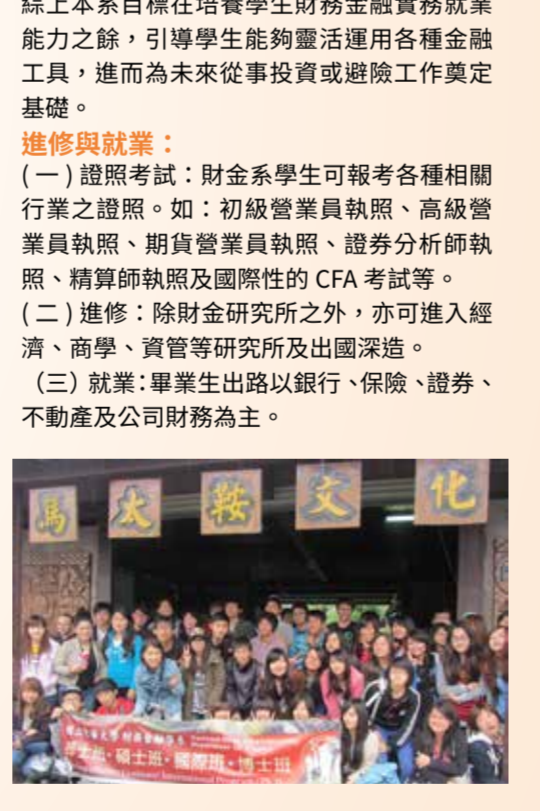 綜上本系目標在培養學生財務金融實務就業
能力之餘，引導學生能夠靈活運用各種金融
工具，進而為未來從事投資或避險工作奠定
基礎。
進修與就業：
( 一 ) 證照考試：財金系學生可報考各種相關
行業之證照。如：初級營業員執照、高級營
業員執照、期貨營業員執照、證券分析師執
照、精算師執照及國際性的 CFA 考試等。
( 二 ) 進修：除財金研究所之外，亦可進入經
濟、商學、資管等研究所及出國深造。
（三）就業：畢業生出路以銀行、保險、證券、
不動產及公司財務為主。
馬太鞍文化
學士班·碩士班·國際班·博士班